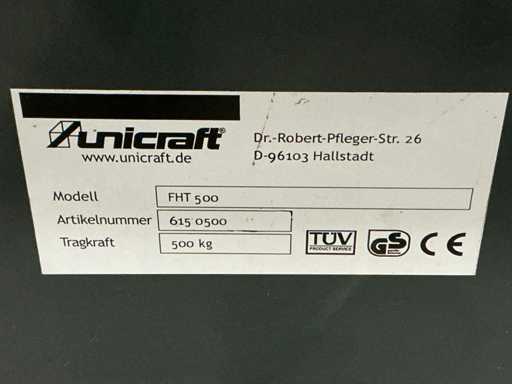 unicraft®
www.unicraft.de
Dr.-Robert-Pfleger-Str. 26
D-96103 Hallstadt
Modell FHT 500
Artikelnummer 615 0500
Tragkraft 500 kg
TÜV
PRODUCT SERVICE
GS
CE